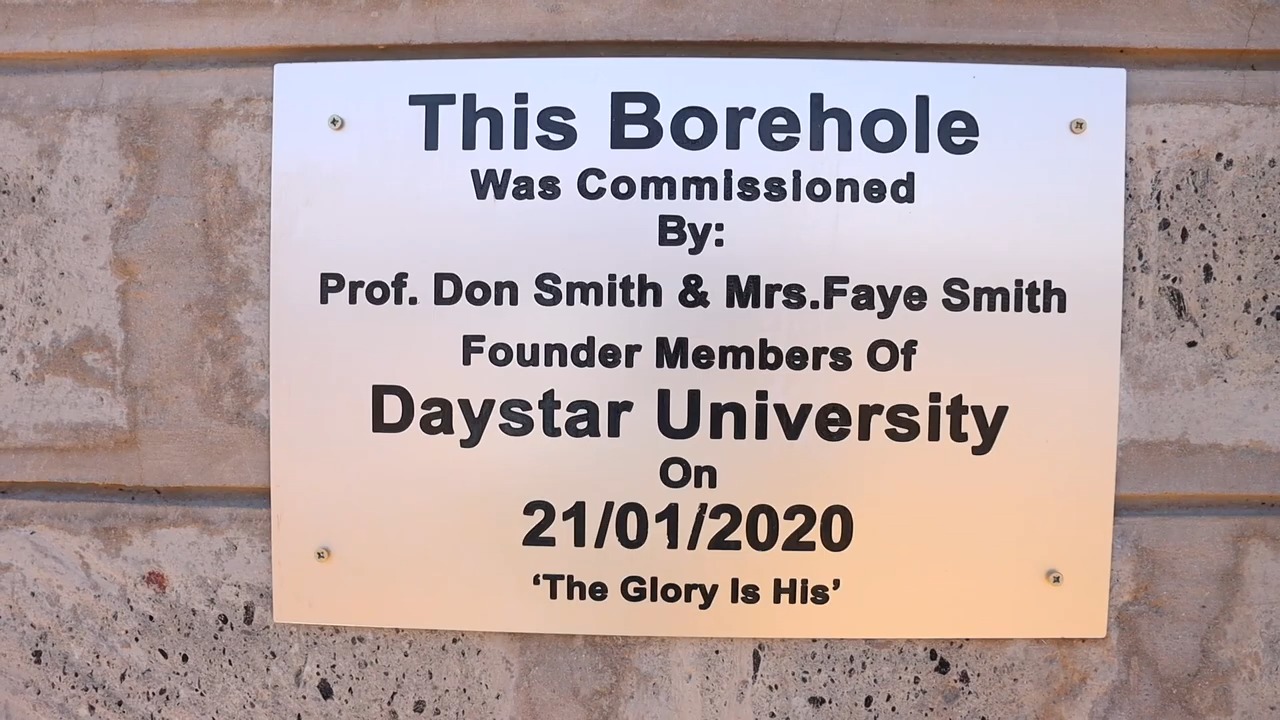 This Borehole
Was Commissioned
By:
Prof. Don Smith & Mrs.Faye Smith
Founder Members Of
Daystar University
On
21/01/2020
‘The Glory Is His’